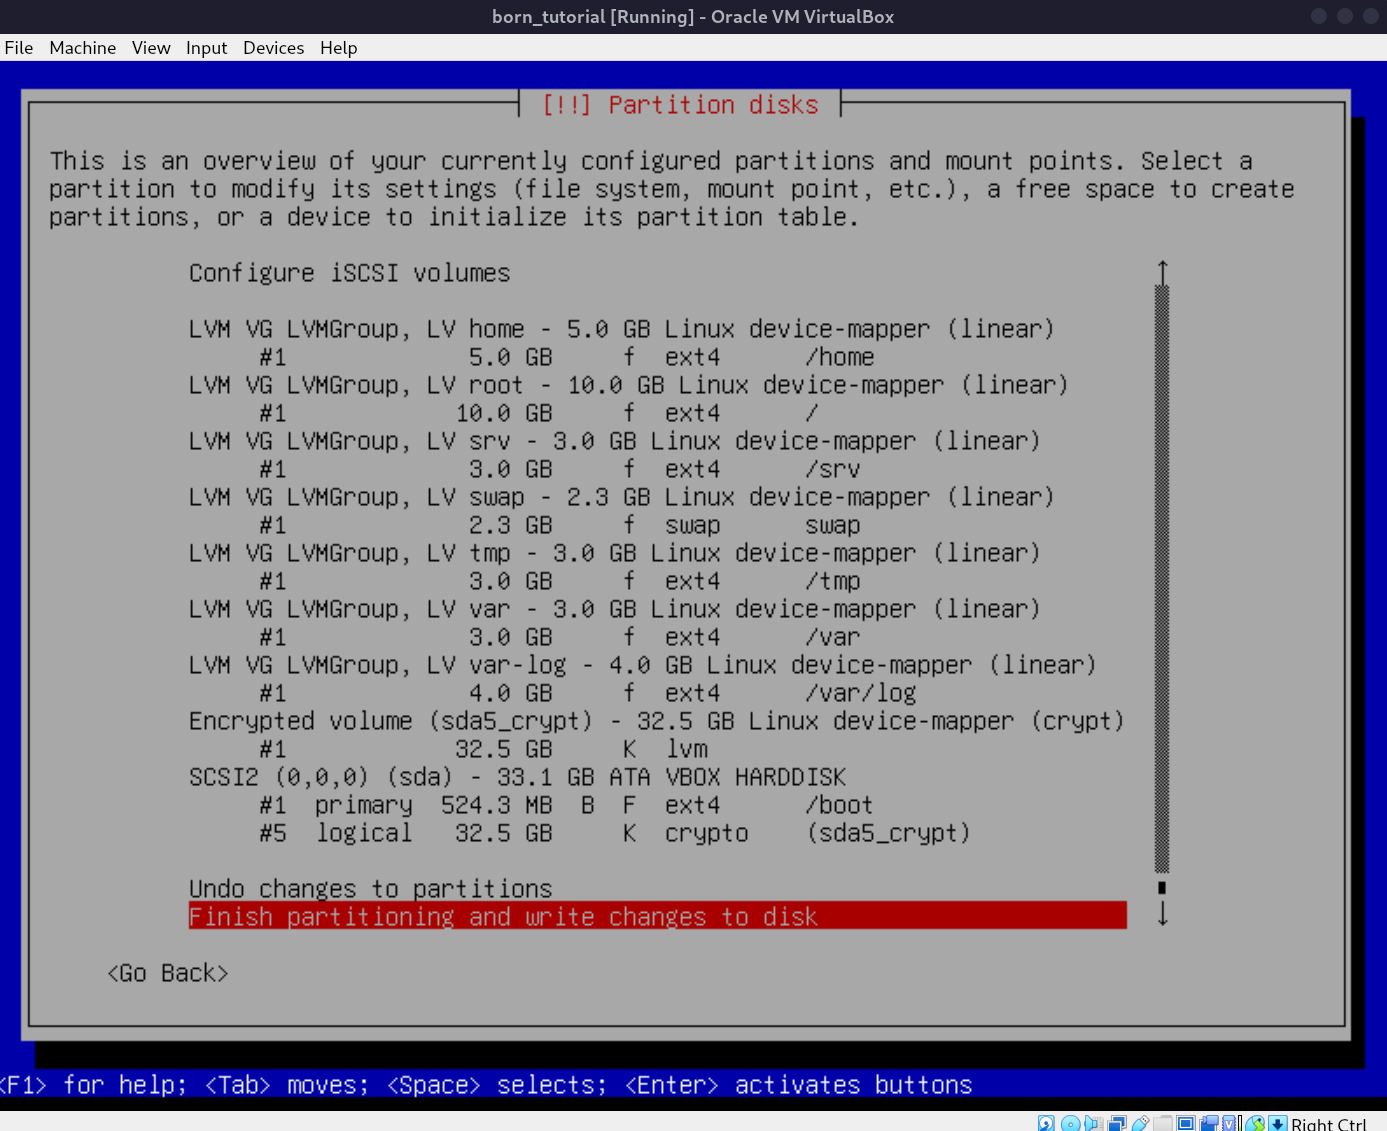 born_tutorial [Running] - Oracle VM VirtualBox
File Machine View Input Devices Help
[!!] Partition disks
This is an overview of your currently configured partitions and mount points. Select a
partition to modify its settings (file system, mount point, etc.), a free space to create
partitions, or a device to initialize its partition table.
Configure iSCSI volumes
LVM VG LVMGroup, LV home - 5.0 GB Linux device-mapper (linear)
#1 5.0 GB f ext4 /home
LVM VG LVMGroup, LV root - 10.0 GB Linux device-mapper (linear)
#1 10.0 GB f ext4 /
LVM VG LVMGroup, LV srv - 3.0 GB Linux device-mapper (linear)
#1 3.0 GB f ext4 /srv
LVM VG LVMGroup, LV swap - 2.3 GB Linux device-mapper (linear)
#1 2.3 GB f swap swap
LVM VG LVMGroup, LV tmp - 3.0 GB Linux device-mapper (linear)
#1 3.0 GB f ext4 /tmp
LVM VG LVMGroup, LV var - 3.0 GB Linux device-mapper (linear)
#1 3.0 GB f ext4 /var
LVM VG LVMGroup, LV var-log - 4.0 GB Linux device-mapper (linear)
#1 4.0 GB f ext4 /var/log
Encrypted volume (sda5_crypt) - 32.5 GB Linux device-mapper (crypt)
#1 32.5 GB K lvm
SCSI2 (0,0,0) (sda) - 33.1 GB ATA VBOX HARDDISK
#1 primary 524.3 MB B F ext4 /boot
#5 logical 32.5 GB K crypto (sda5_crypt)
Undo changes to partitions
Finish partitioning and write changes to disk
<Go Back>
<F1> for help; <Tab> moves; <Space> selects; <Enter> activates buttons
Right Ctrl